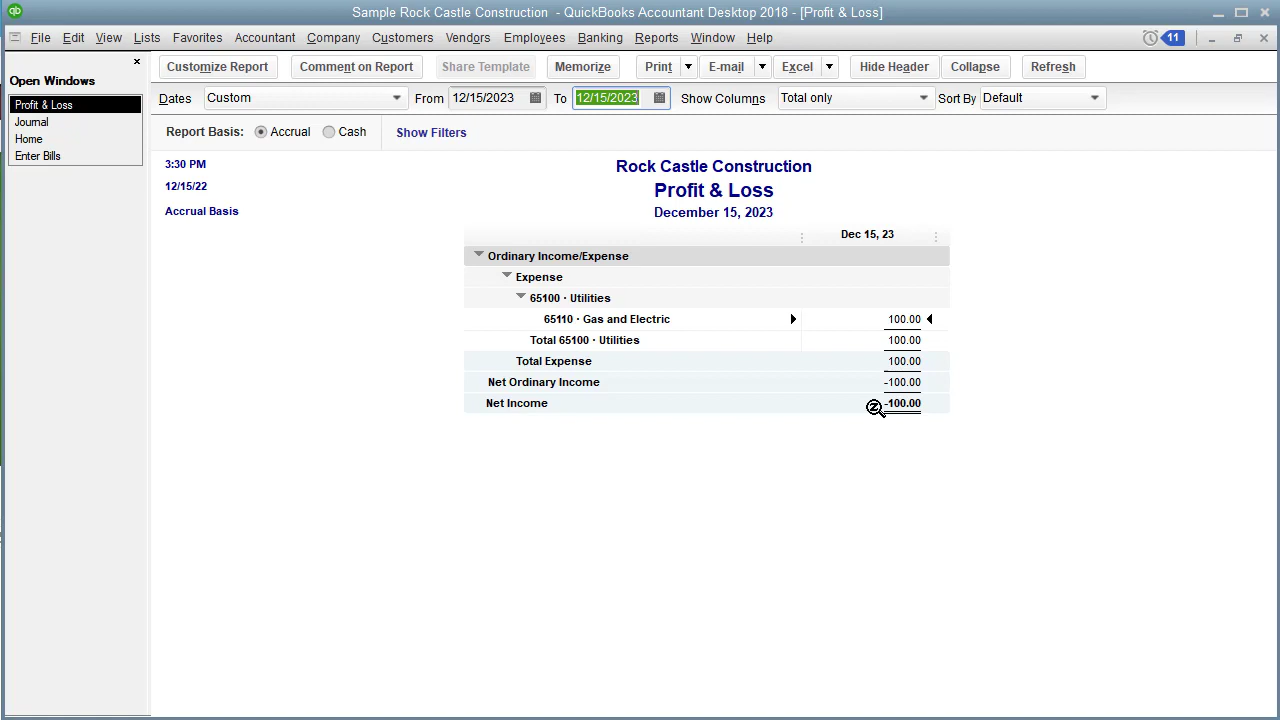 qb Sample Rock Castle Construction - QuickBooks Accountant Desktop 2018 - [Profit & Loss]
File Edit View Lists Favorites Accountant Company Customers Vendors Employees Banking Reports Window Help 11
Open Windows
Profit & Loss
Journal
Home
Enter Bills
Customize Report Comment on Report Share Template Memorize Print E-mail Excel Hide Header Collapse Refresh
Dates Custom From 12/15/2023 To 12/15/2023 Show Columns Total only Sort By Default
Report Basis: Accrual Cash Show Filters
3:30 PM
12/15/22
Accrual Basis
Rock Castle Construction
Profit & Loss
December 15, 2023
Dec 15, 23
Ordinary Income/Expense
Expense
65100 · Utilities
65110 · Gas and Electric 100.00
Total 65100 · Utilities 100.00
Total Expense 100.00
Net Ordinary Income -100.00
Net Income -100.00